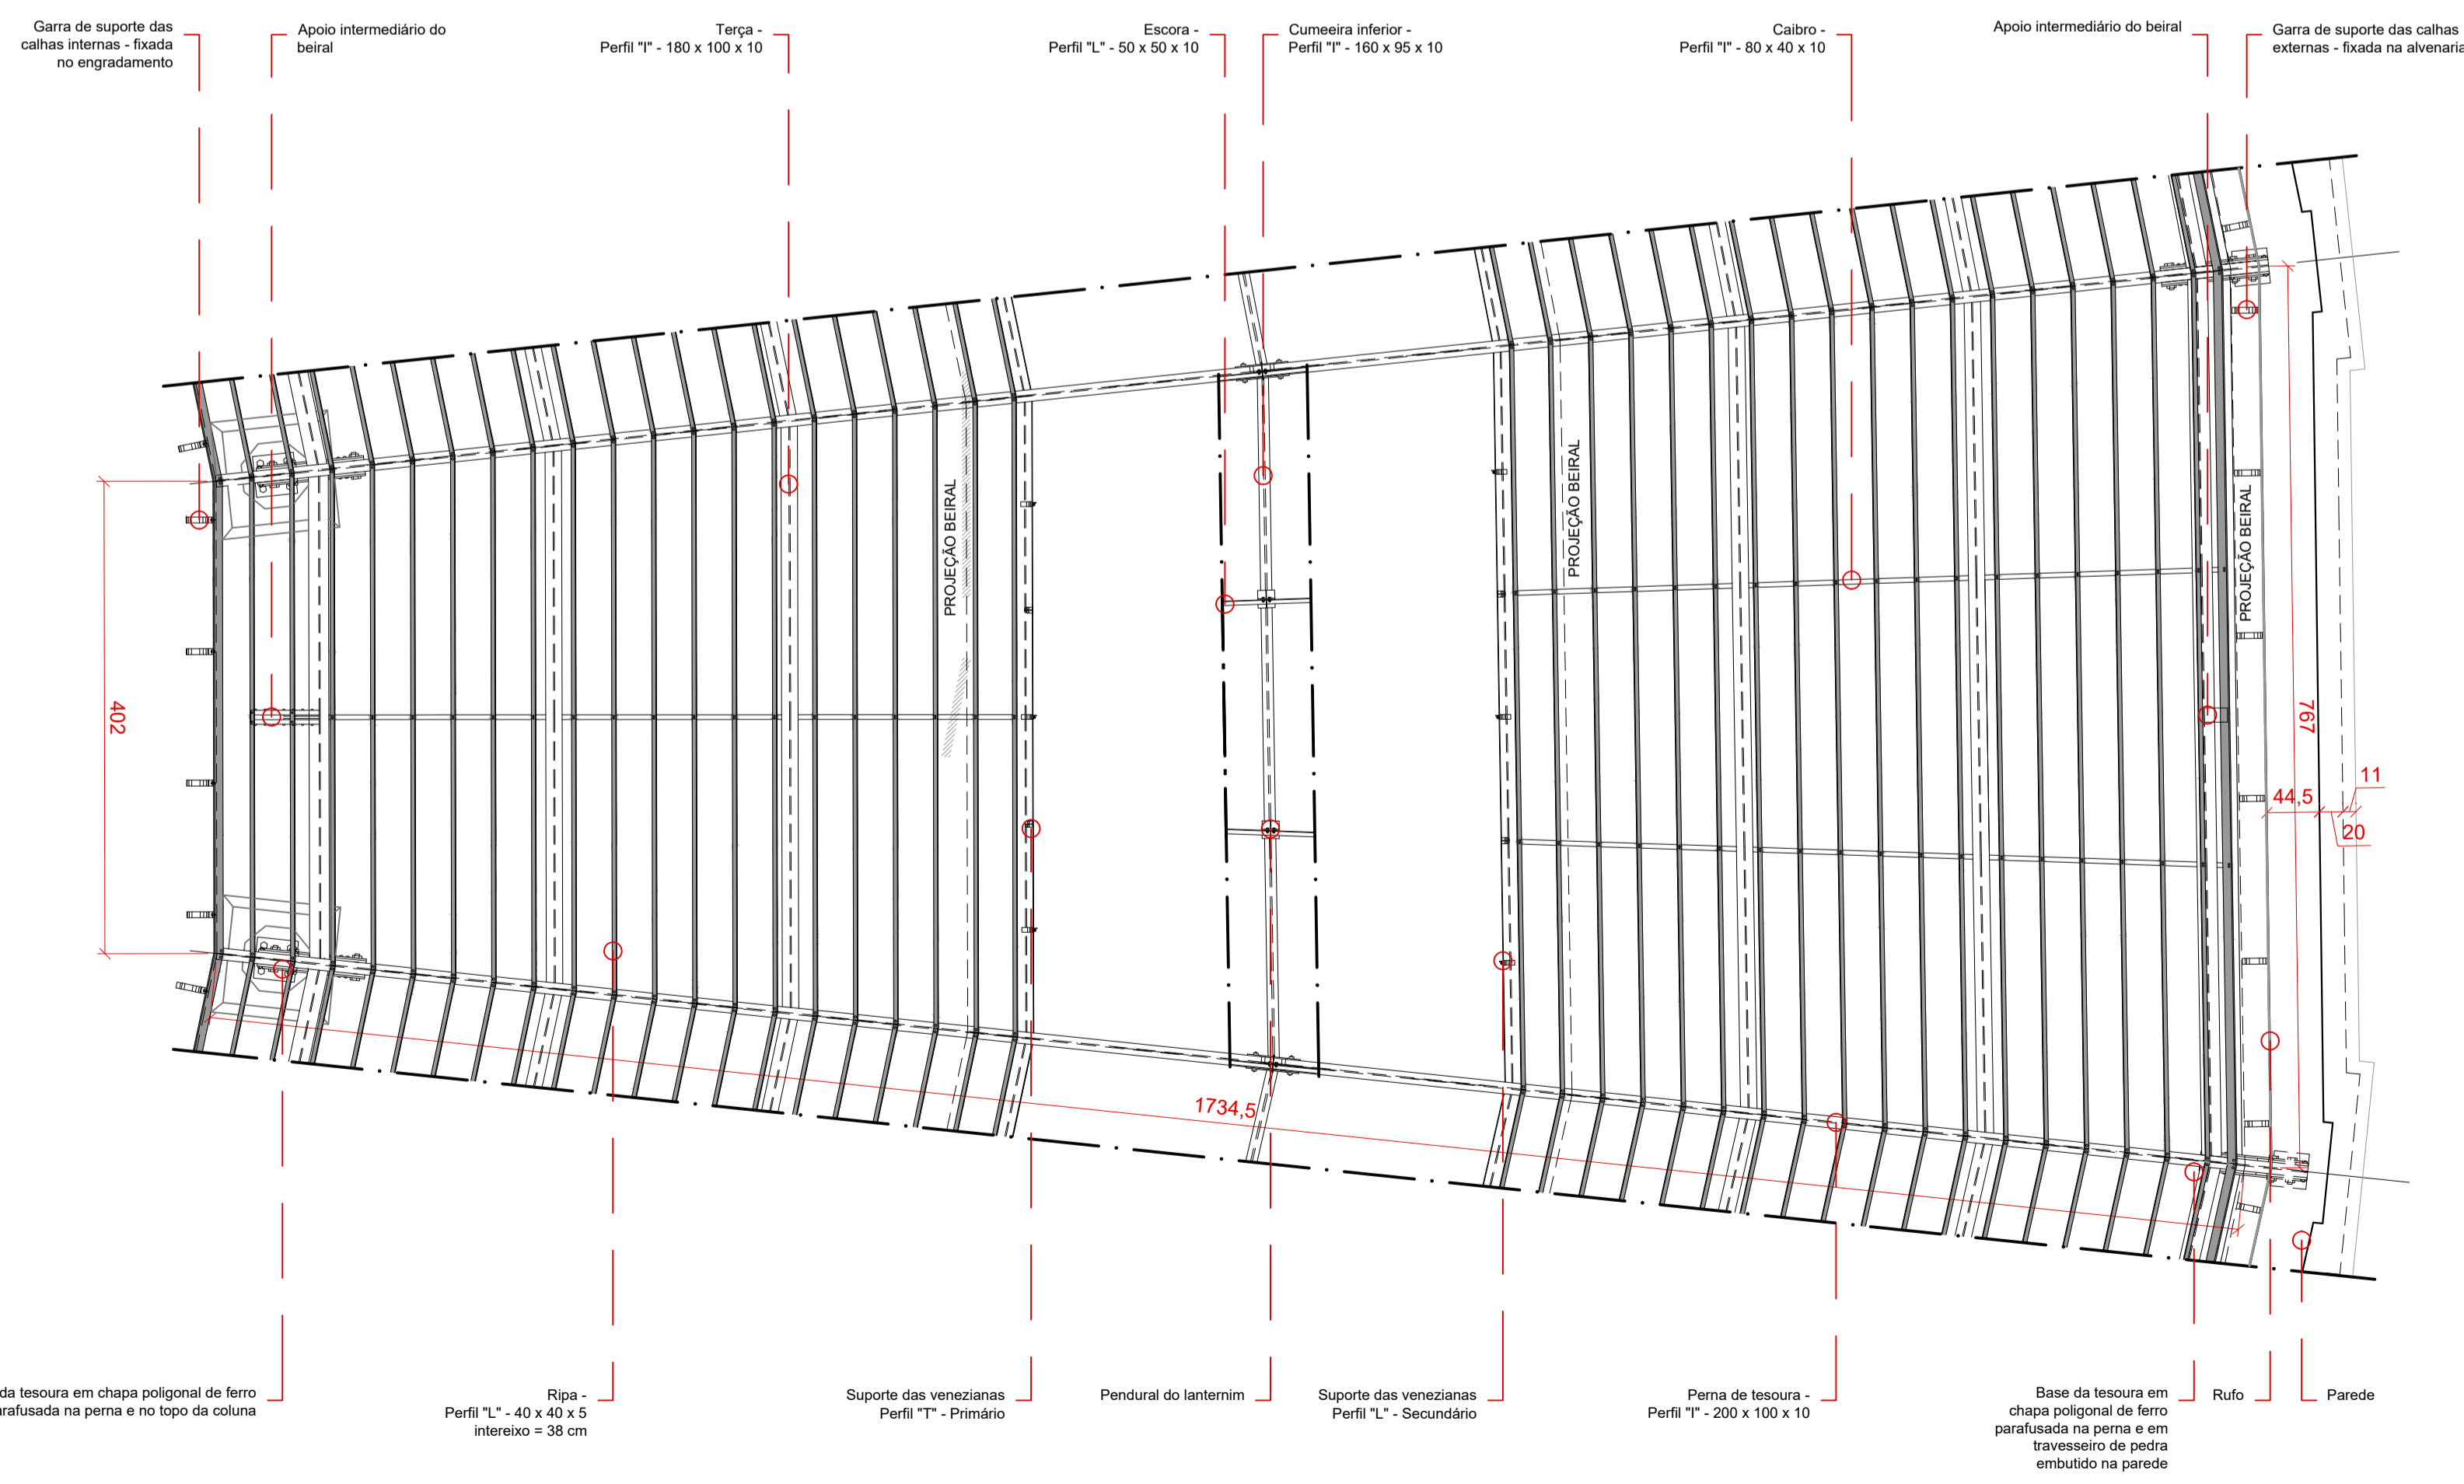 Garra de suporte das
calhas internas - fixada
no engradamento
Apoio intermediário do
beiral
Terça -
Perfil "I" - 180 x 100 x 10
Escora -
Perfil "L" - 50 x 50 x 10
Cumeeira inferior -
Perfil "I" - 160 x 95 x 10
Caibro -
Perfil "I" - 80 x 40 x 10
Apoio intermediário do beiral
Garra de suporte das calhas
externas - fixada na alvenaria
PROJEÇÃO BEIRAL
PROJEÇÃO BEIRAL
PROJEÇÃO BEIRAL
402
767
11
44,5
20
1734,5
da tesoura em chapa poligonal de ferro
arafusada na perna e no topo da coluna
Ripa -
Perfil "L" - 40 x 40 x 5
intereixo = 38 cm
Suporte das venezianas
Perfil "T" - Primário
Pendural do lanternim
Suporte das venezianas
Perfil "L" - Secundário
Perna de tesoura -
Perfil "I" - 200 x 100 x 10
Base da tesoura em
chapa poligonal de ferro
parafusada na perna e em
travesseiro de pedra
embutido na parede
Rufo
Parede